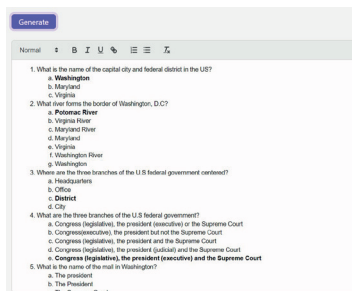 Generate
Normal B I U
1. What is the name of the capital city and federal district in the US?
a. Washington
b. Maryland
c. Virginia
2. What river forms the border of Washington, D.C?
a. Potomac River
b. Virginia River
c. Maryland River
d. Maryland
e. Virginia
f. Washington River
g. Washington
3. Where are the three branches of the U.S federal government centered?
a. Headquarters
b. Office
c. District
d. City
4. What are the three branches of the U.S federal government?
a. Congress (legislative), the president (executive) or the Supreme Court
b. Congress(executive), the president but not the Supreme Court
c. Congress (legislative), the president and the Supreme Court
d. Congress (legislative), the president (judicial) and the Supreme Court
e. Congress (legislative), the president (executive) and the Supreme Court
5. What is the name of the mall in Washington?
a. The president
b. The President